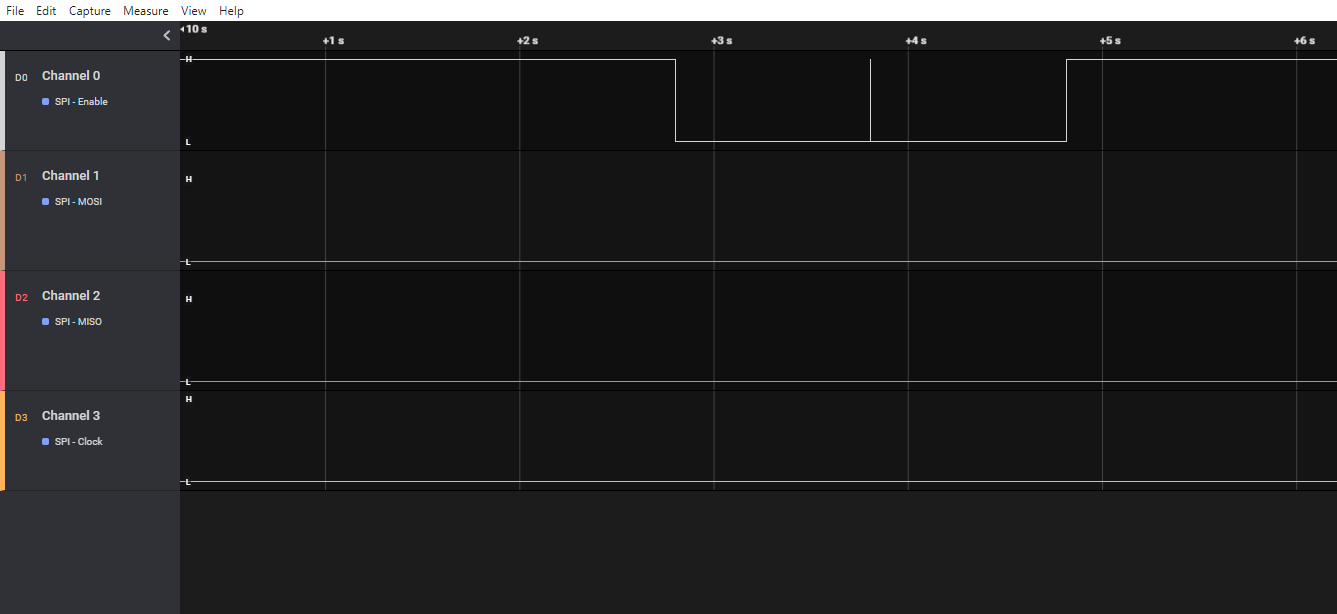 File Edit Capture Measure View Help
10 s
+1 s +2 s +3 s +4 s +5 s +6 s
D0 Channel 0
SPI - Enable
H
L
D1 Channel 1
SPI - MOSI
H
L
D2 Channel 2
SPI - MISO
H
L
D3 Channel 3
SPI - Clock
H
L